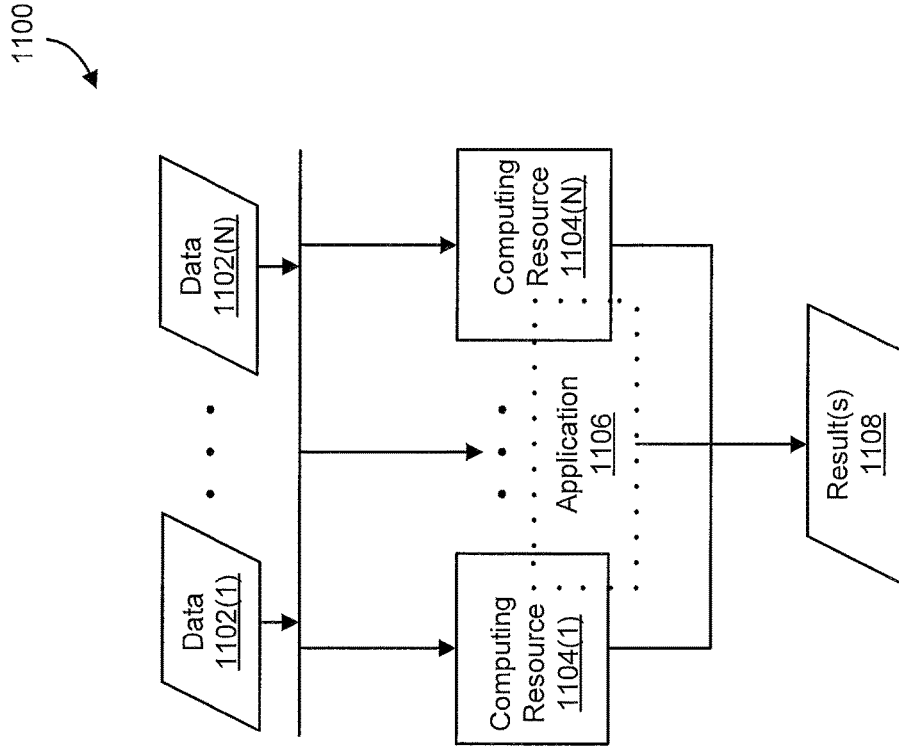 1100
Data
1102(1)
Data
1102(N)
Computing
Resource
1104(1)
Application
1106
Computing
Resource
1104(N)
Result(s)
1108